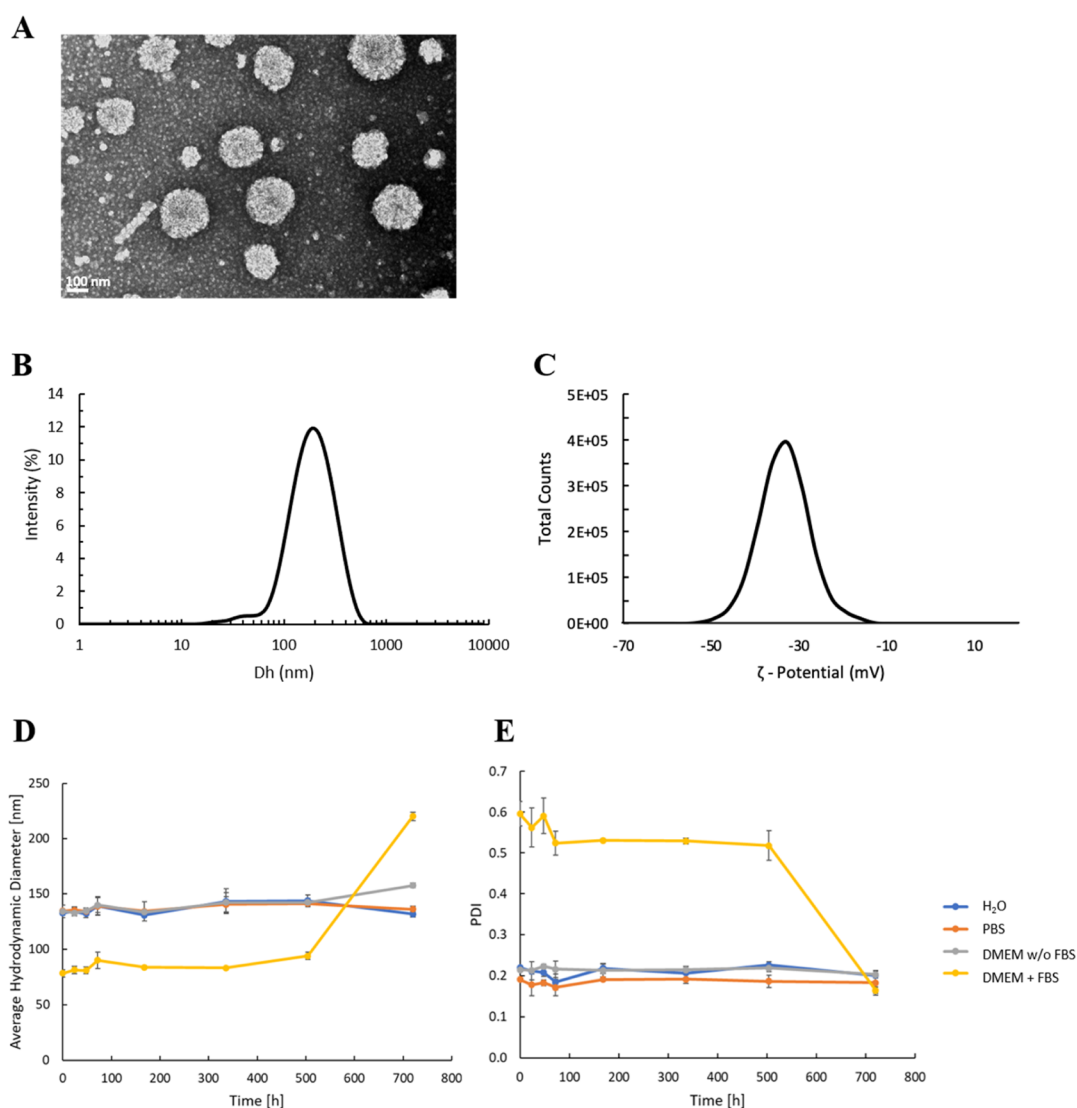 A
100 nm
B
14
12
10
8
6
4
2
0
Intensity (%)
1
10
100
1000
10000
Dh (nm)
C
5E+05
4E+05
3E+05
2E+05
1E+05
0E+00
Total Counts
-70
-50
-30
-10
10
ζ - Potential (mV)
D
250
200
150
100
50
0
Average Hydrodynamic Diameter [nm]
0
100
200
300
400
500
600
700
800
Time [h]
E
0.7
0.6
0.5
0.4
0.3
0.2
0.1
0.0
PDI
0
100
200
300
400
500
600
700
800
Time [h]
H₂O
PBS
DMEM w/o FBS
DMEM + FBS